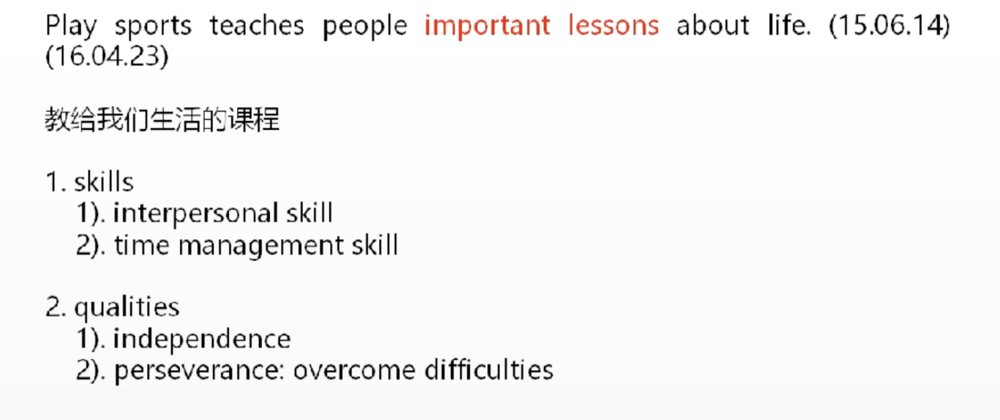 Play sports teaches people important lessons about life. (15.06.14)
(16.04.23)
教给我们生活的课程
1. skills
1). interpersonal skill
2). time management skill
2. qualities
1). independence
2). perseverance: overcome difficulties